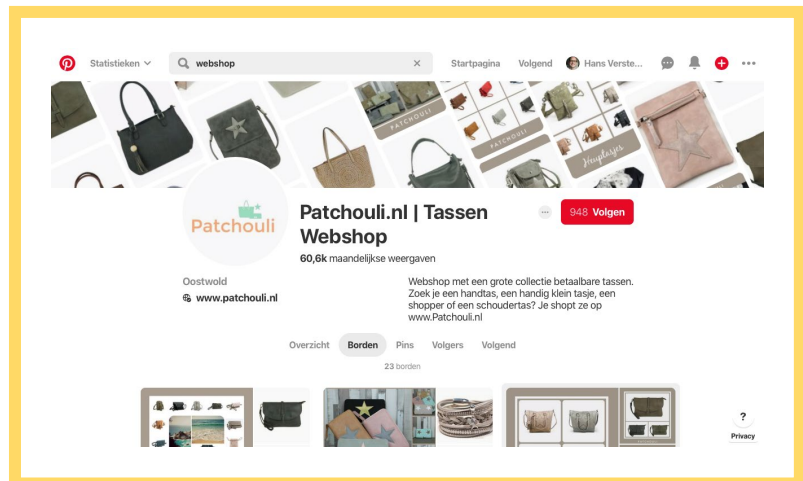 Statistieken
webshop
Startpagina
Volgend
Hans Verste...
PATCHOULI
PATCHOULI
Heuptasjes
Patchouli
Patchouli.nl | Tassen
Webshop
948 Volgen
60,6k maandelijkse weergaven
Oostwold
www.patchouli.nl
Webshop met een grote collectie betaalbare tassen.
Zoek je een handtas, een handig klein tasje, een
shopper of een schoudertas? Je shopt ze op
www.Patchouli.nl
Overzicht Borden Pins Volgers Volgend
23 borden
?
Privacy